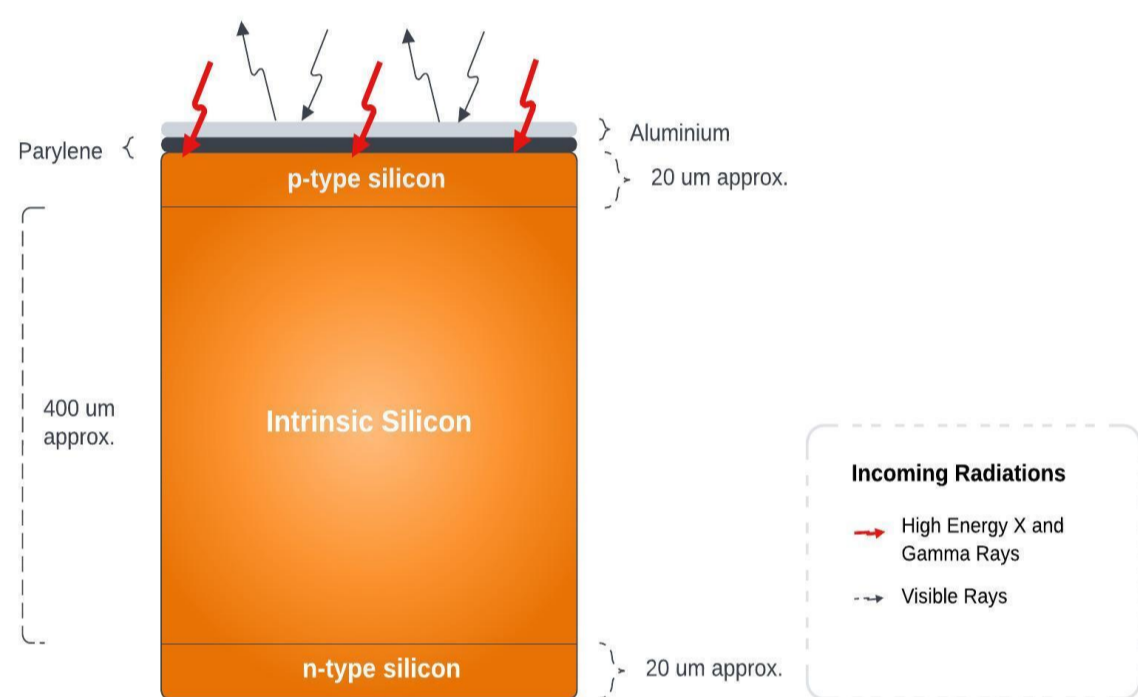 Aluminium
Parylene
p-type silicon
20 um approx.
400 um
approx.
Intrinsic Silicon
Incoming Radiations
High Energy X and
Gamma Rays
Visible Rays
n-type silicon
20 um approx.